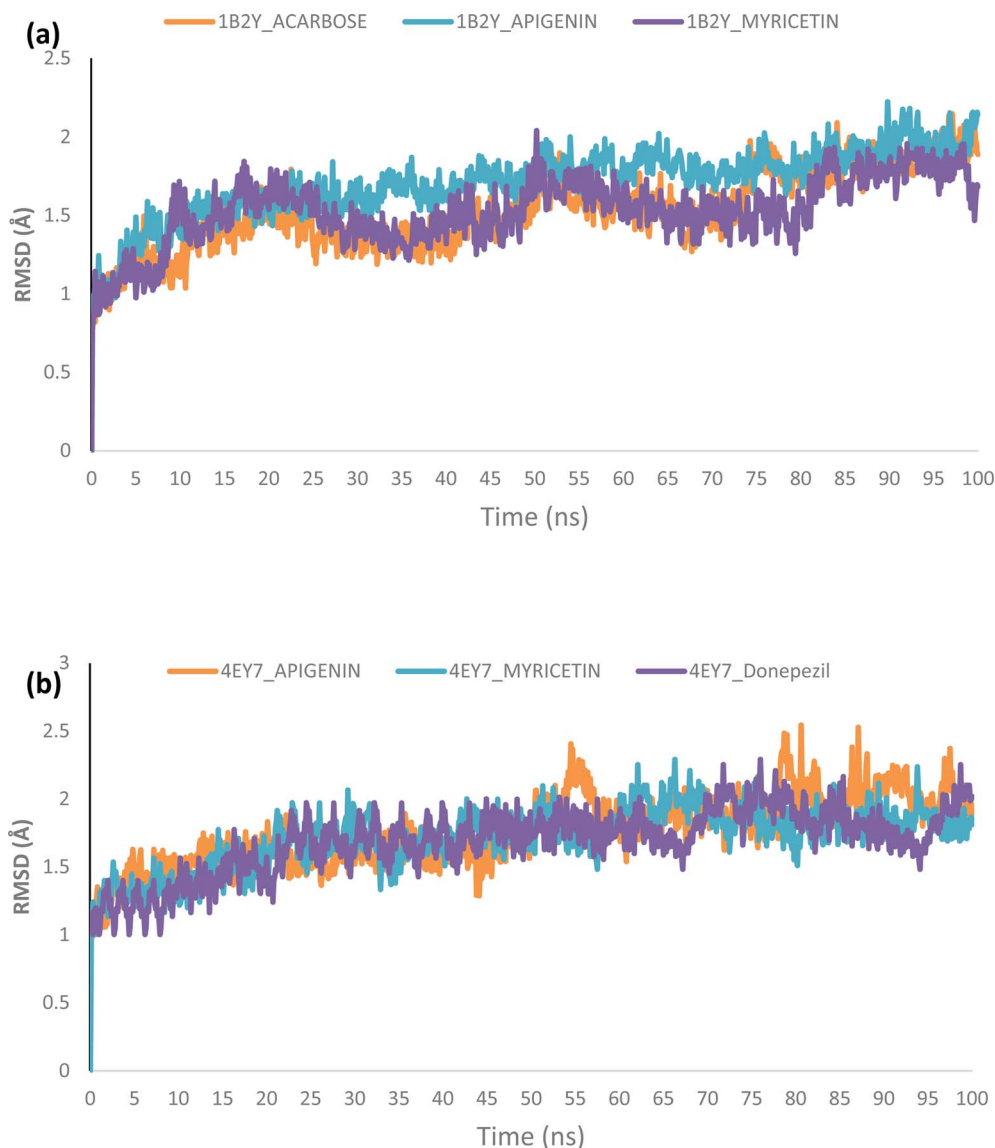 1B2Y_ACARBOSE 1B2Y_APIGENIN 1B2Y_MYRICETIN
(a)
2.5
2
1.5
1
0.5
0
RMSD (Å)
0 5 10 15 20 25 30 35 40 45 50 55 60 65 70 75 80 85 90 95 100
Time (ns)
(b)
4EY7_APIGENIN 4EY7_MYRICETIN 4EY7_Donepezil
3
2.5
2
1.5
1
0.5
0
RMSD (Å)
0 5 10 15 20 25 30 35 40 45 50 55 60 65 70 75 80 85 90 95 100
Time (ns)